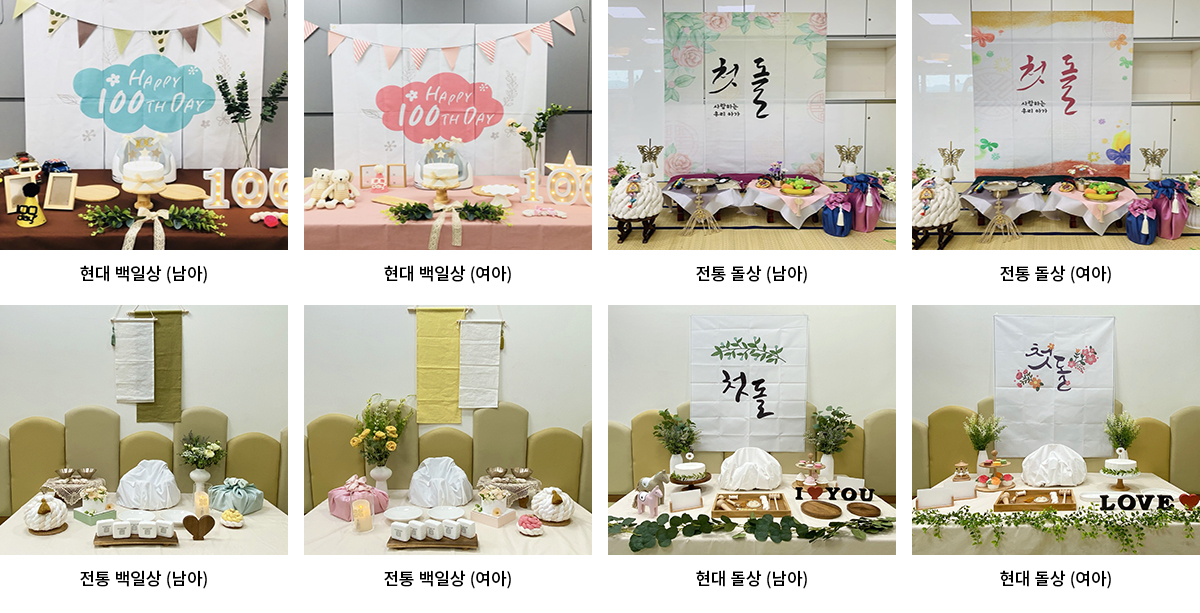 HAPPY
100TH DAY
100
DAY
100
HAPPY
100TH DAY
100
첫 돌
사랑하는
우리 아가
첫 돌
사랑하는
우리 아가
현대 백일상 (남아)
현대 백일상 (여아)
전통 돌상 (남아)
전통 돌상 (여아)
첫돌
I YOU
첫돌
LOVE
전통 백일상 (남아)
전통 백일상 (여아)
현대 돌상 (남아)
현대 돌상 (여아)